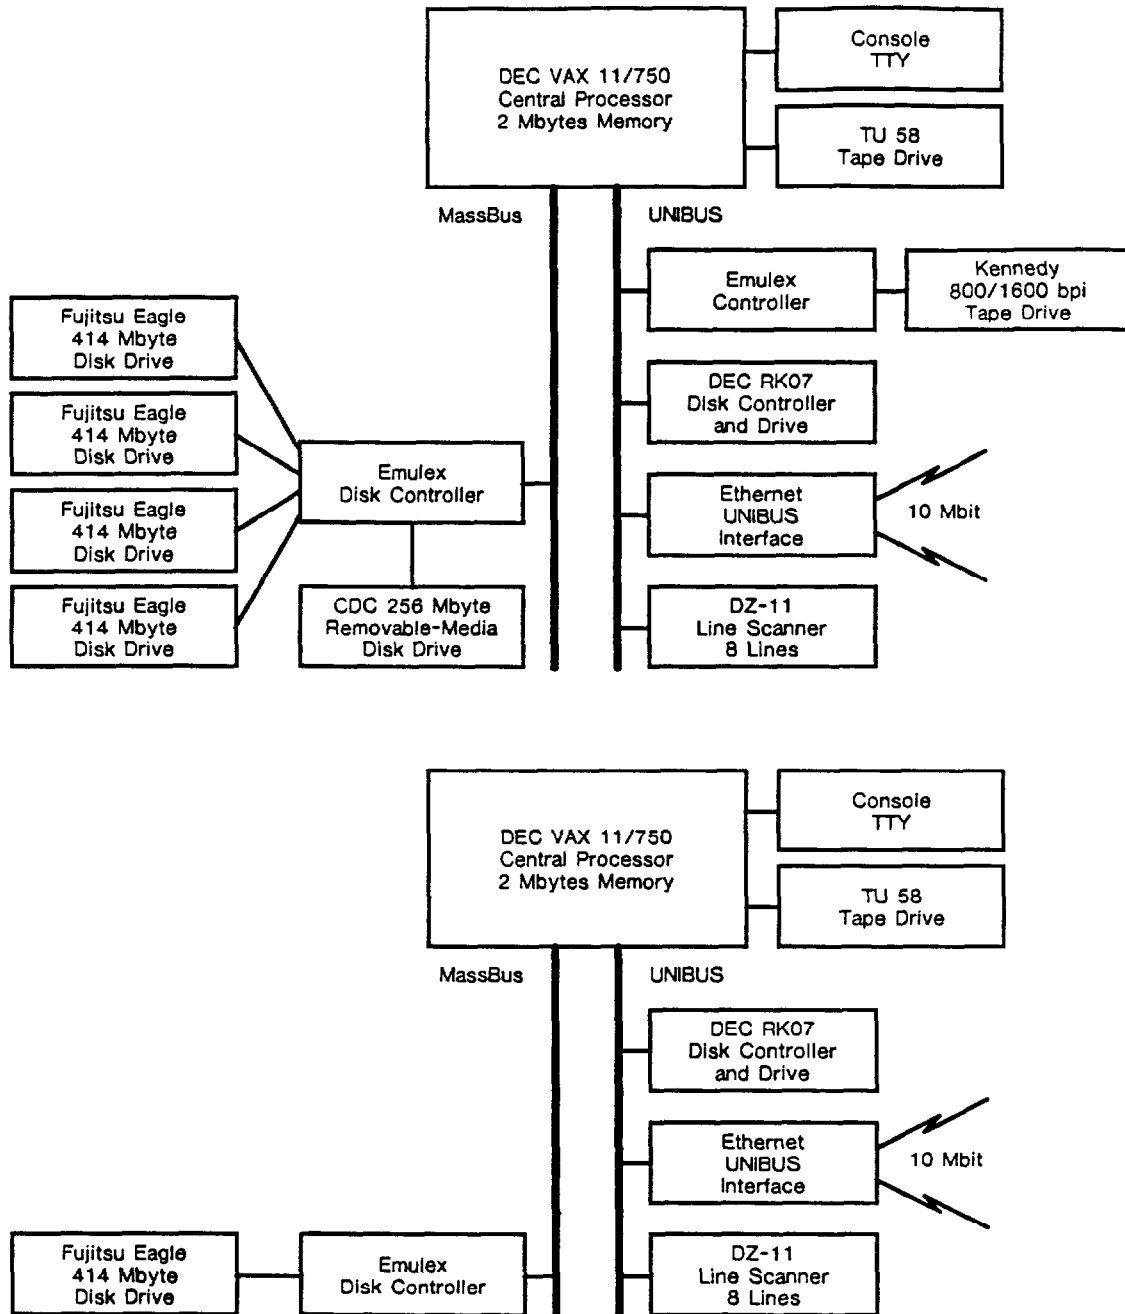 DEC VAX 11/750
Central Processor
2 Mbytes Memory
Console
TTY
TU 58
Tape Drive
MassBus
UNIBUS
Emulex
Controller
Kennedy
800/1600 bpi
Tape Drive
Fujitsu Eagle
414 Mbyte
Disk Drive
Fujitsu Eagle
414 Mbyte
Disk Drive
Fujitsu Eagle
414 Mbyte
Disk Drive
Fujitsu Eagle
414 Mbyte
Disk Drive
Emulex
Disk Controller
CDC 256 Mbyte
Removable-Media
Disk Drive
DEC RK07
Disk Controller
and Drive
Ethernet
UNIBUS
Interface
10 Mbit
DZ-11
Line Scanner
8 Lines
DEC VAX 11/750
Central Processor
2 Mbytes Memory
Console
TTY
TU 58
Tape Drive
MassBus
UNIBUS
DEC RK07
Disk Controller
and Drive
Ethernet
UNIBUS
Interface
10 Mbit
Fujitsu Eagle
414 Mbyte
Disk Drive
Emulex
Disk Controller
DZ-11
Line Scanner
8 Lines